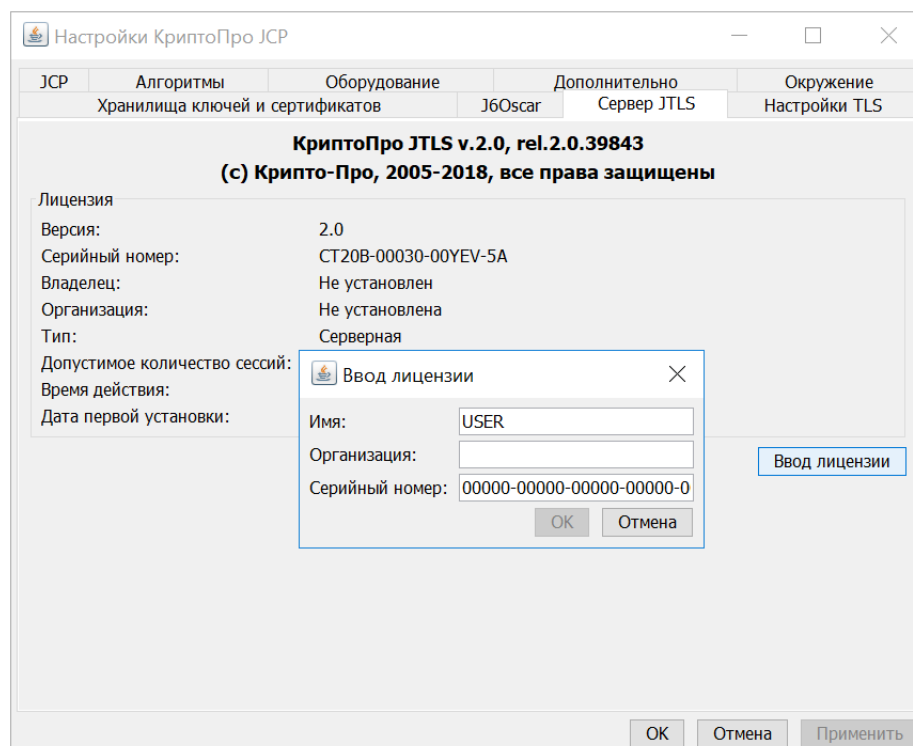 Настройки КриптоПро JCP
JCP Алгоритмы Оборудование Дополнительно Окружение
Хранилища ключей и сертификатов J6Oscar Сервер JTLS Настройки TLS
КриптоПро JTLS v.2.0, rel.2.0.39843
(c) Крипто-Про, 2005-2018, все права защищены
Лицензия
Версия: 2.0
Серийный номер: CT20B-00030-00YEV-5A
Владелец: Не установлен
Организация: Не установлена
Тип: Серверная
Допустимое количество сессий:
Время действия:
Дата первой установки:
Ввод лицензии
Имя: USER
Организация:
Серийный номер: 00000-00000-00000-00000-0
OK Отмена
Ввод лицензии
OK Отмена Применить